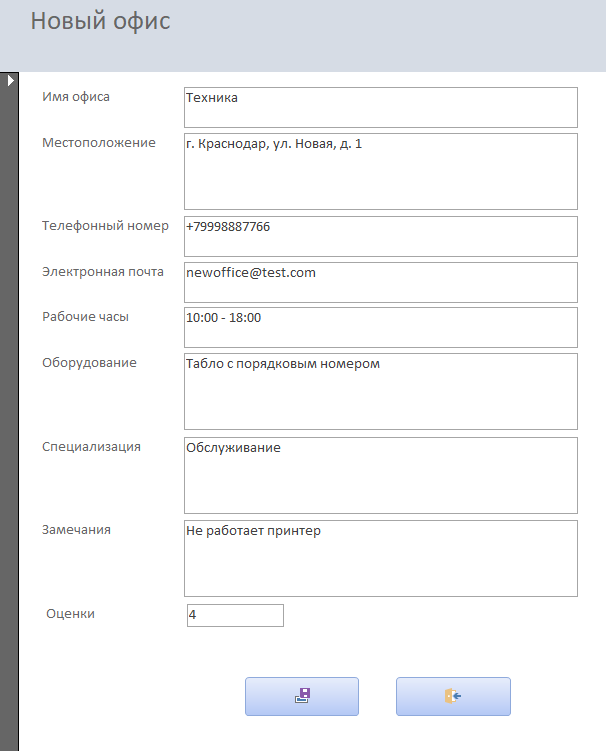 Новый офис
Имя офиса Техника
Местоположение г. Краснодар, ул. Новая, д. 1
Телефонный номер +79998887766
Электронная почта newoffice@test.com
Рабочие часы 10:00 - 18:00
Оборудование Табло с порядковым номером
Специализация Обслуживание
Замечания Не работает принтер
Оценки 4